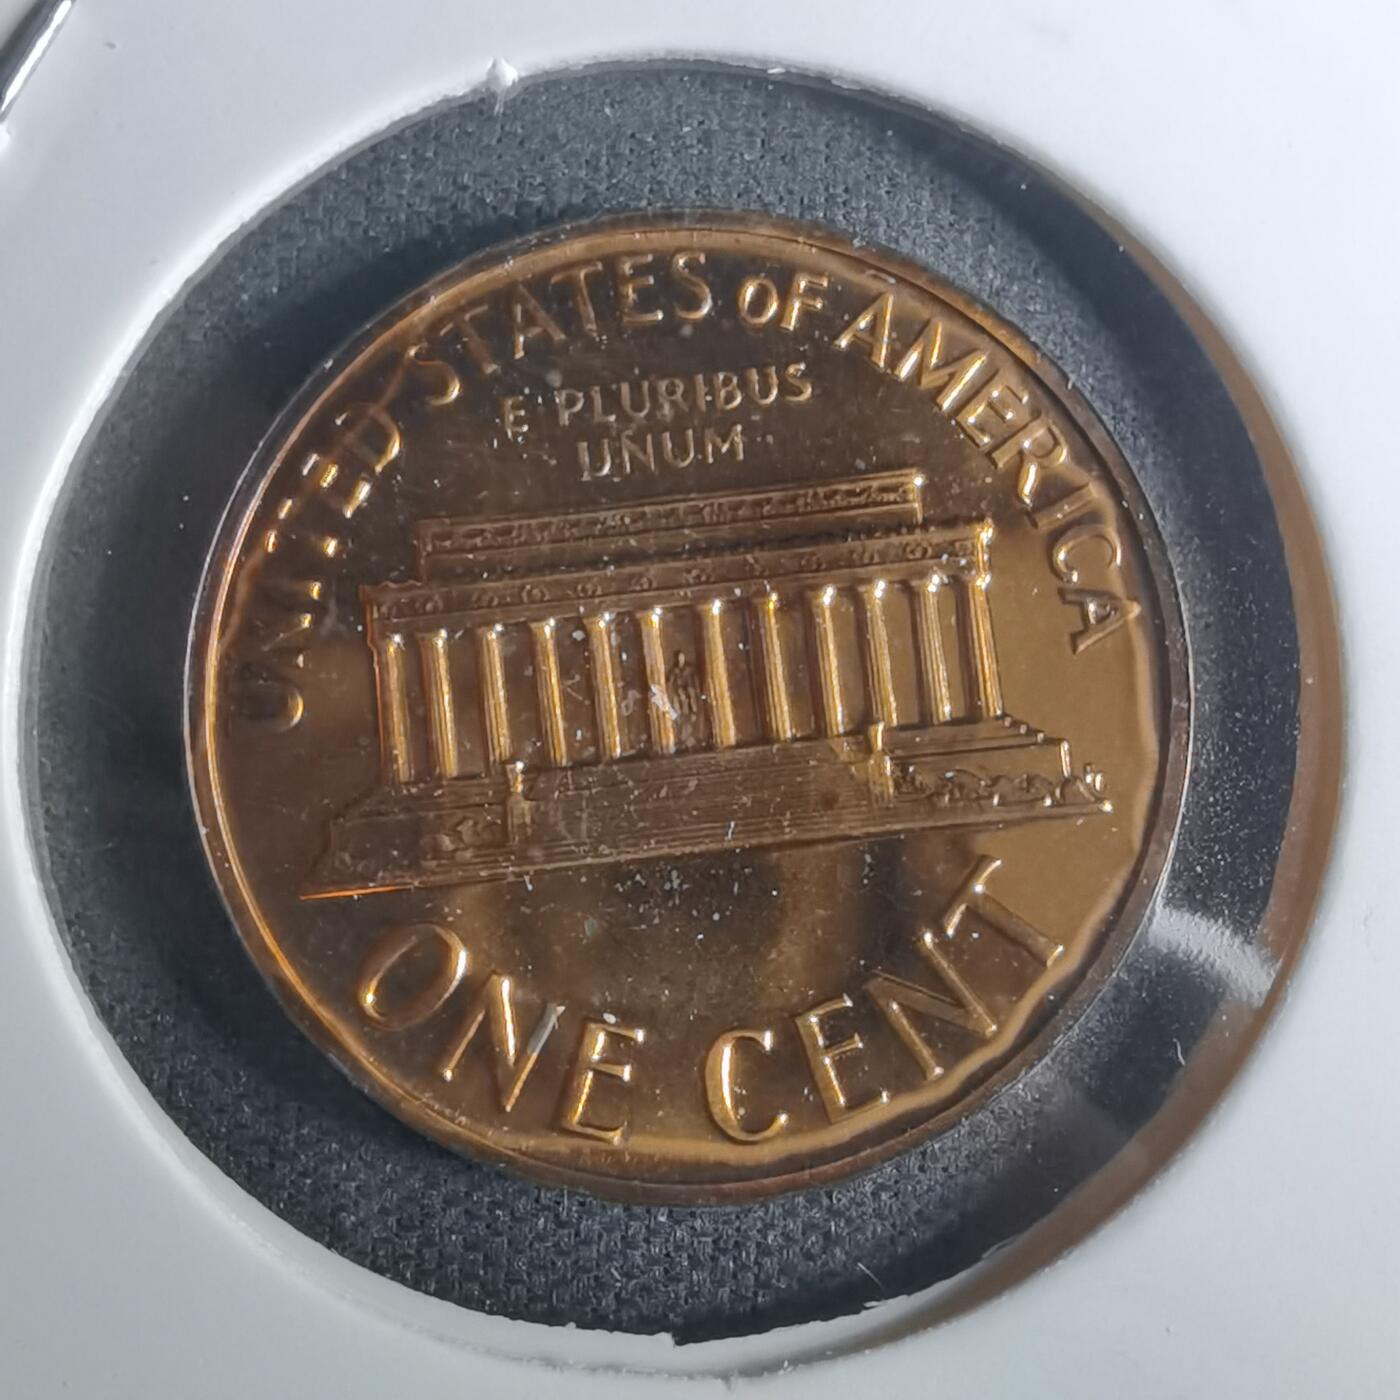 UNITED STATES OF AMERICA
E PLURIBUS
UNUM
ONE CENT